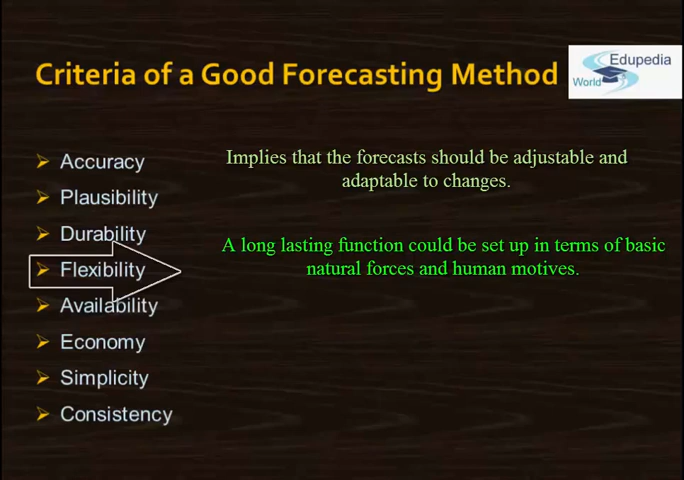 Criteria of a Good Forecasting Method
Edupedia
World
Accuracy
Plausibility
Durability
Flexibility
Availability
Economy
Simplicity
Consistency
Implies that the forecasts should be adjustable and
adaptable to changes.
A long lasting function could be set up in terms of basic
natural forces and human motives.